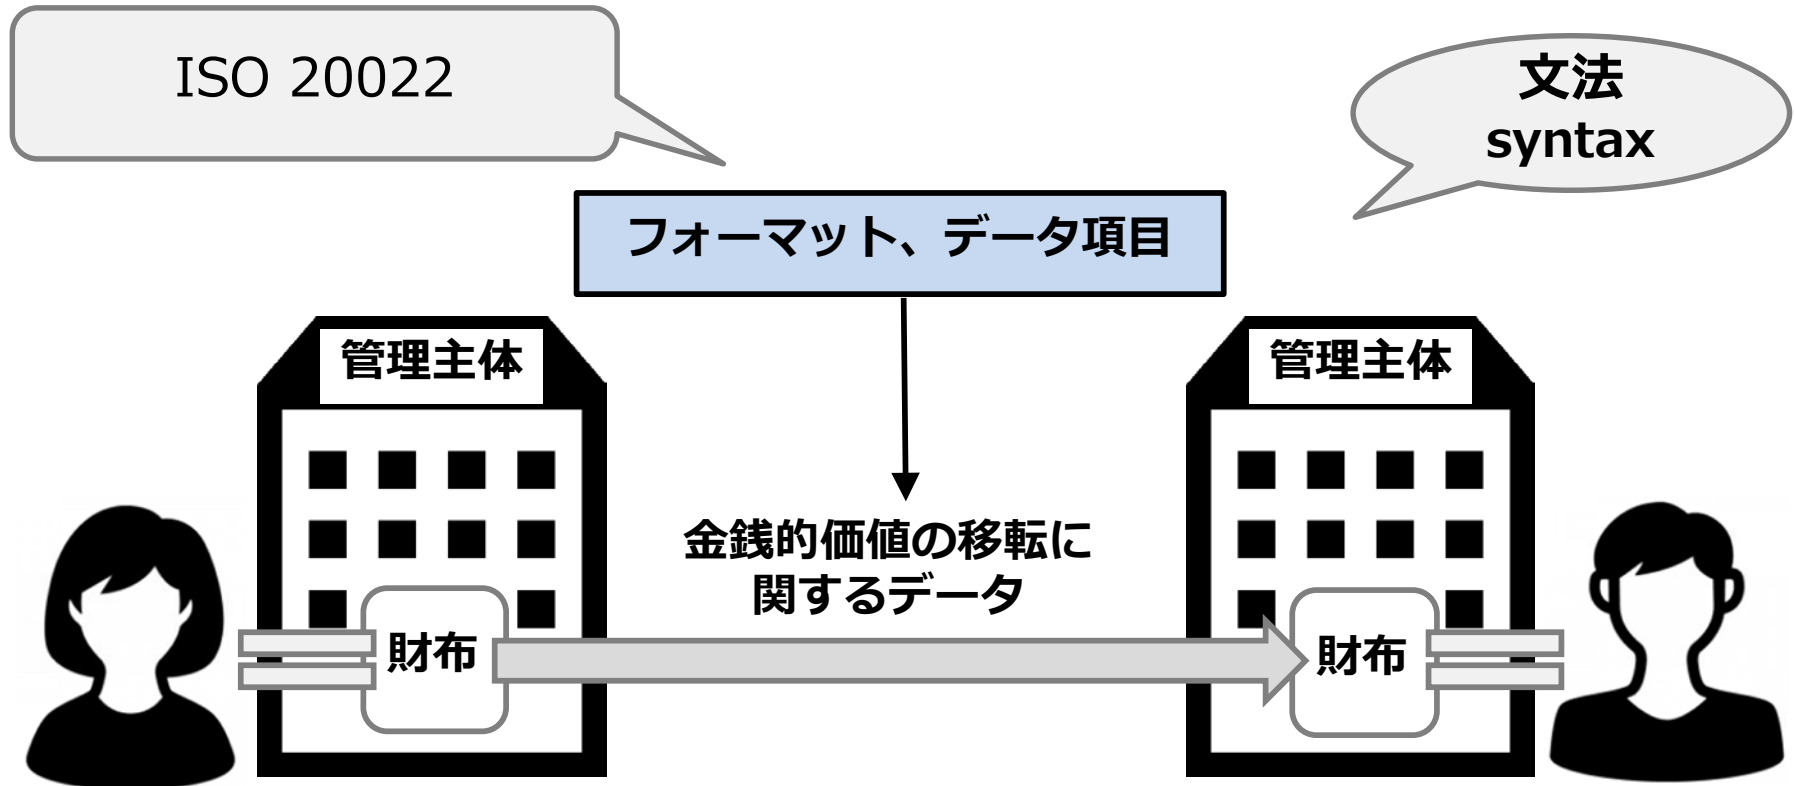 ISO 20022
文法
syntax
フォーマット、データ項目
管理主体
管理主体
金銭的価値の移転に
関するデータ
財布
財布